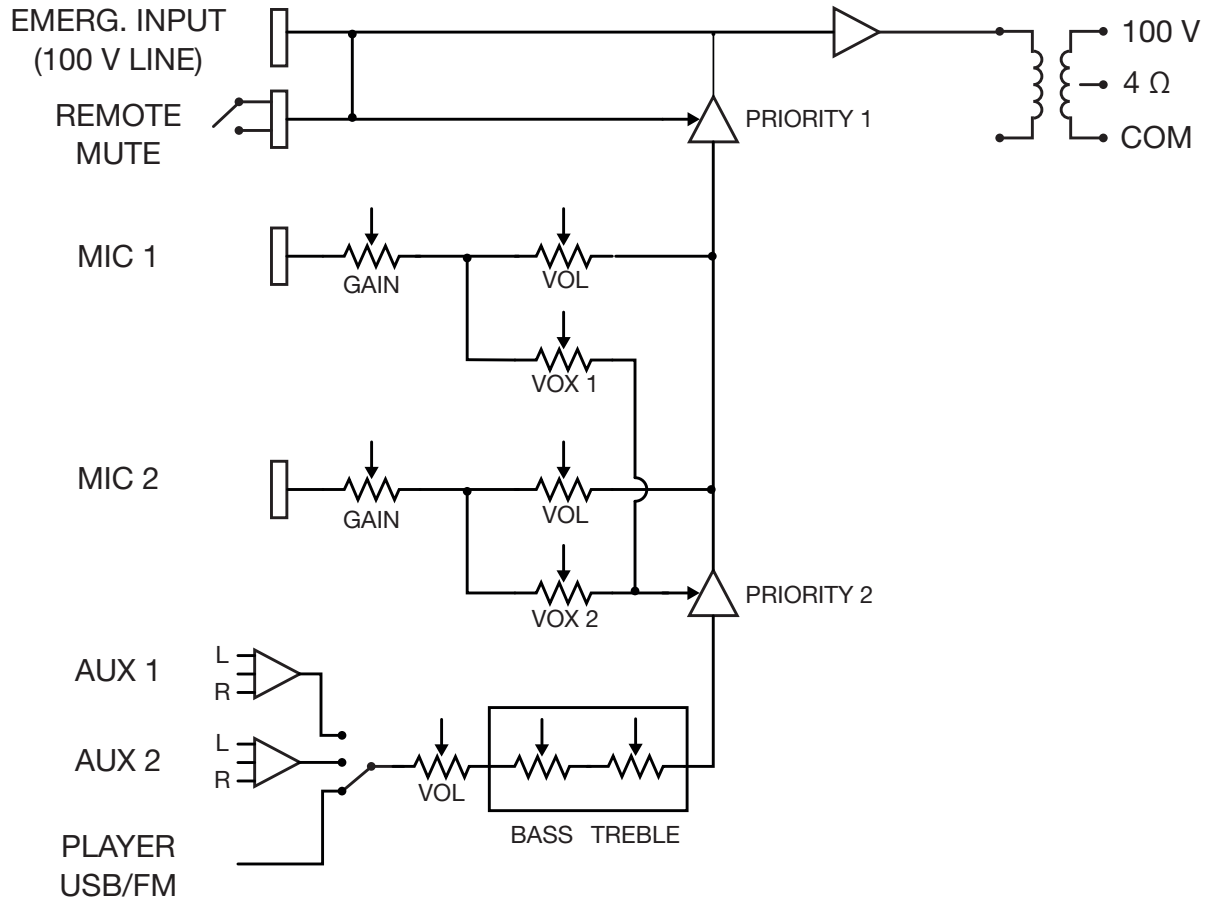 EMERG. INPUT
(100 V LINE)
100 V
4 Ω
COM
REMOTE
MUTE
PRIORITY 1
MIC 1
GAIN
VOL
VOX 1
MIC 2
GAIN
VOL
VOX 2
PRIORITY 2
AUX 1
L
R
AUX 2
L
R
VOL
BASS TREBLE
PLAYER
USB/FM